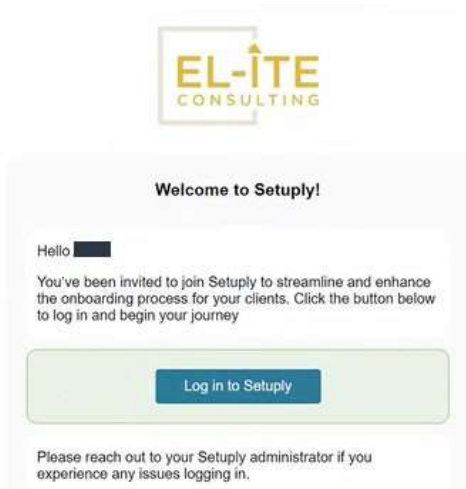 EL-ÎTE
CONSULTING
Welcome to Setuply!
Hello
You've been invited to join Setuply to streamline and enhance
the onboarding process for your clients. Click the button below
to log in and begin your journey
Log in to Setuply
Please reach out to your Setuply administrator if you
experience any issues logging in.